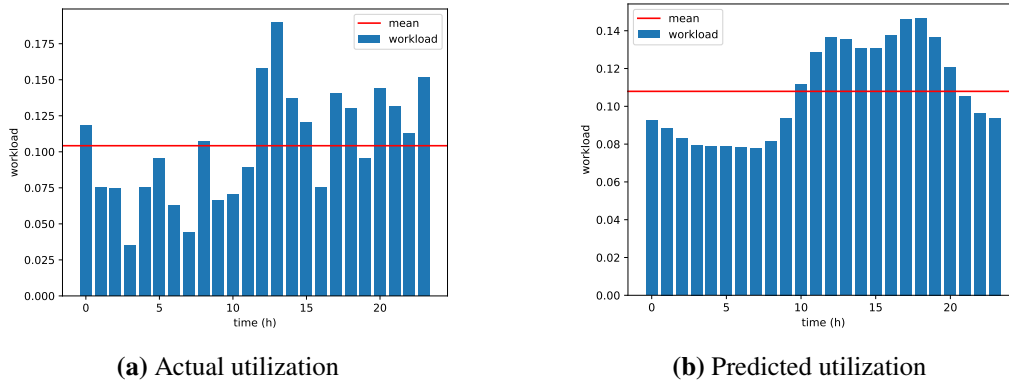 mean
workload
0.175
0.150
0.125
0.100
0.075
0.050
0.025
0.000
workload
0
5
10
15
20
time (h)
(a) Actual utilization
mean
workload
0.14
0.12
0.10
0.08
0.06
0.04
0.02
0.00
workload
0
5
10
15
20
time (h)
(b) Predicted utilization